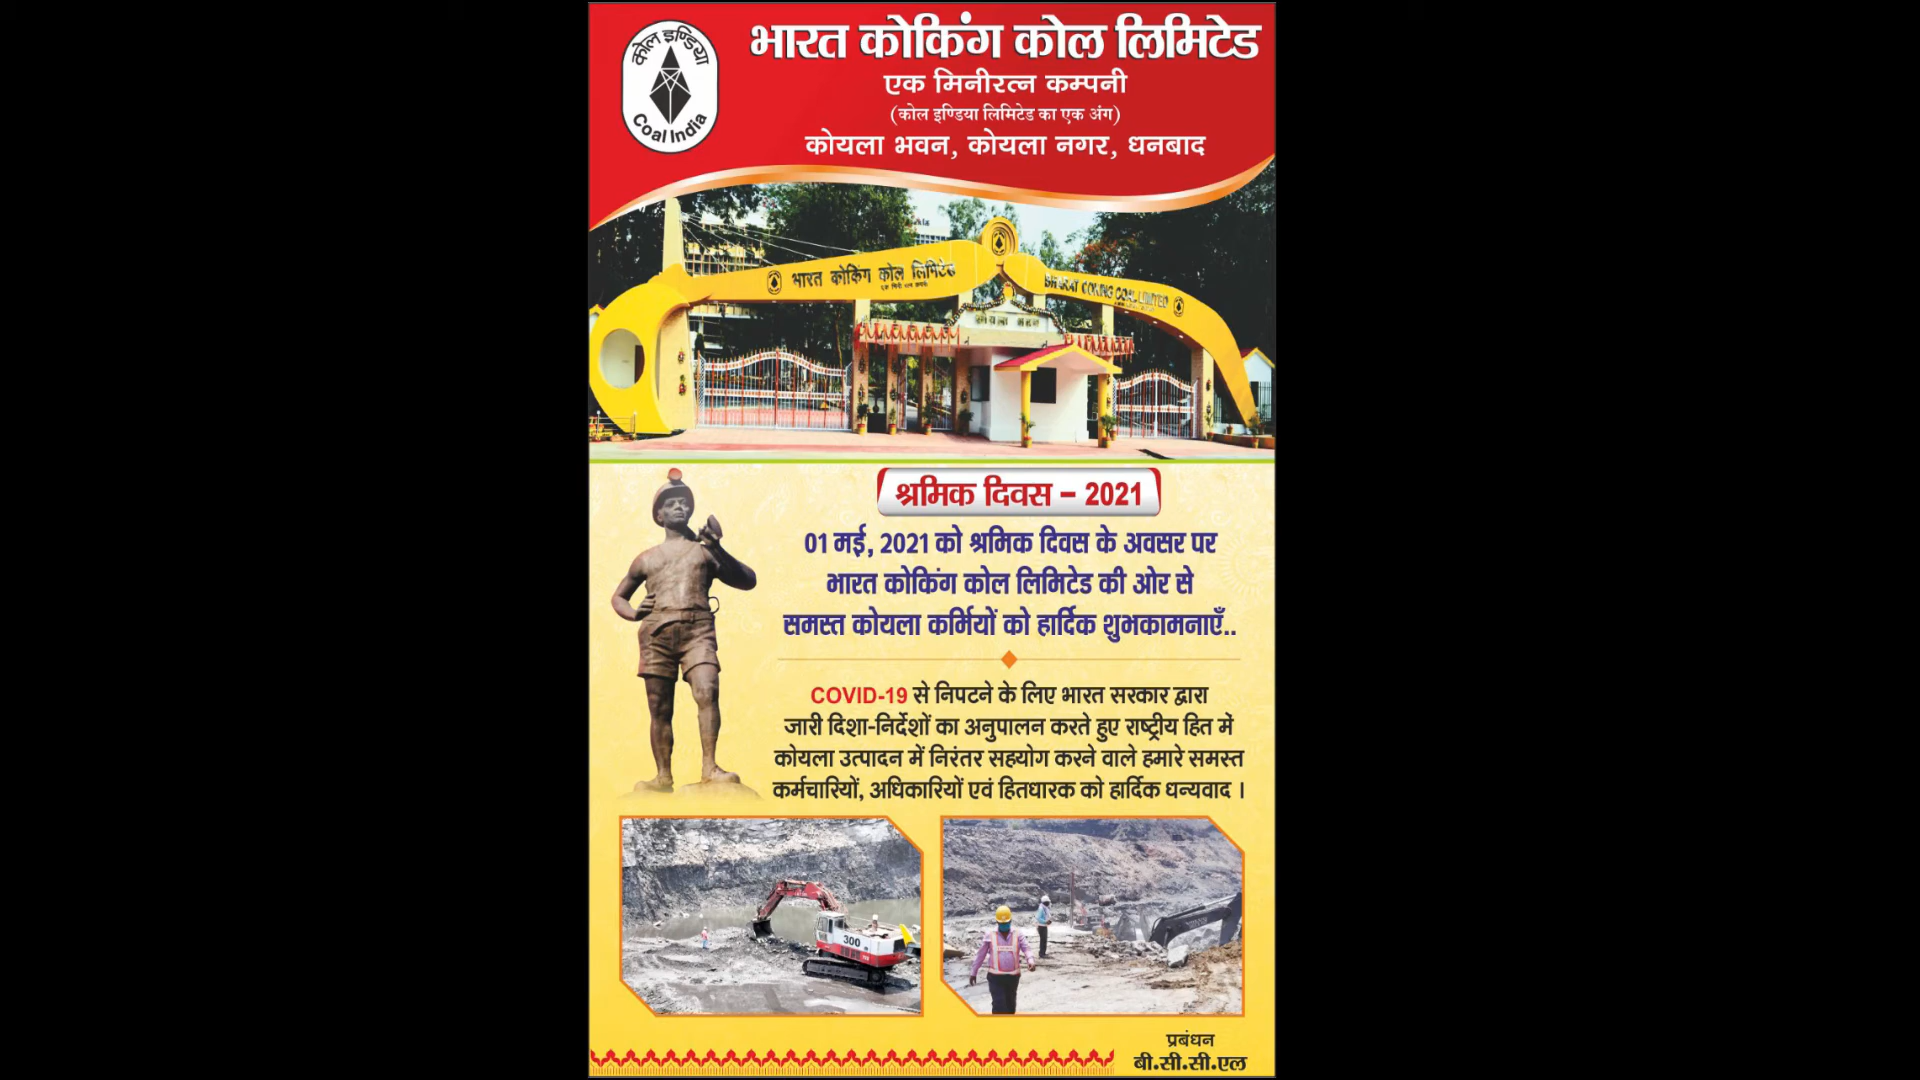 कोल इण्डिया
Coal India
भारत कोकिंग कोल लिमिटेड
एक मिनीरत्न कम्पनी
(कोल इण्डिया लिमिटेड का एक अंग)
कोयला भवन, कोयला नगर, धनबाद
भारत कोकिंग कोल लिमिटेड
BHARAT COKING COAL LIMITED
कोयला भवन
श्रमिक दिवस – 2021
01 मई, 2021 को श्रमिक दिवस के अवसर पर
भारत कोकिंग कोल लिमिटेड की ओर से
समस्त कोयला कर्मियों को हार्दिक शुभकामनाएँ..
COVID-19 से निपटने के लिए भारत सरकार द्वारा
जारी दिशा-निर्देशों का अनुपालन करते हुए राष्ट्रीय हित में
कोयला उत्पादन में निरंतर सहयोग करने वाले हमारे समस्त
कर्मचारियों, अधिकारियों एवं हितधारक को हार्दिक धन्यवाद ।
300
प्रबंधन
बी.सी.सी.एल